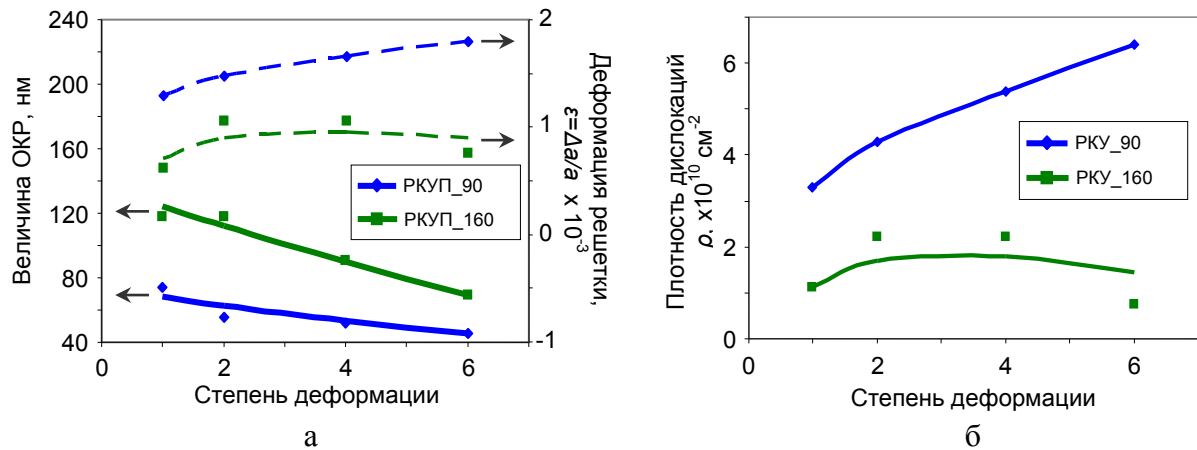 240
200
160
120
80
40
0
2
4
6
2
1
0
-1
Величина ОКР, нм
Степень деформации
Деформация решетки,
ε=Δa/a x 10⁻³
РКУП_90
РКУП_160
а
6
4
2
0
0
2
4
6
Плотность дислокаций
ρ, x10¹⁰ см⁻²
Степень деформации
РКУ_90
РКУ_160
б